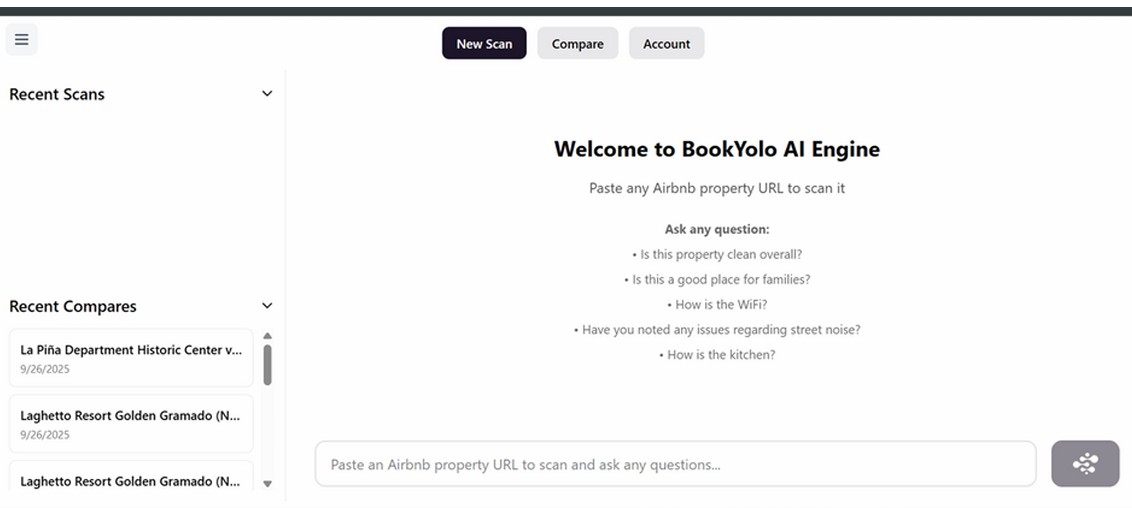 New Scan
Compare
Account
Recent Scans
Recent Compares
La Piña Department Historic Center v...
9/26/2025
Laghetto Resort Golden Gramado (N...
9/26/2025
Laghetto Resort Golden Gramado (N...
Welcome to BookYolo AI Engine
Paste any Airbnb property URL to scan it
Ask any question:
• Is this property clean overall?
• Is this a good place for families?
• How is the WiFi?
• Have you noted any issues regarding street noise?
• How is the kitchen?
Paste an Airbnb property URL to scan and ask any questions...